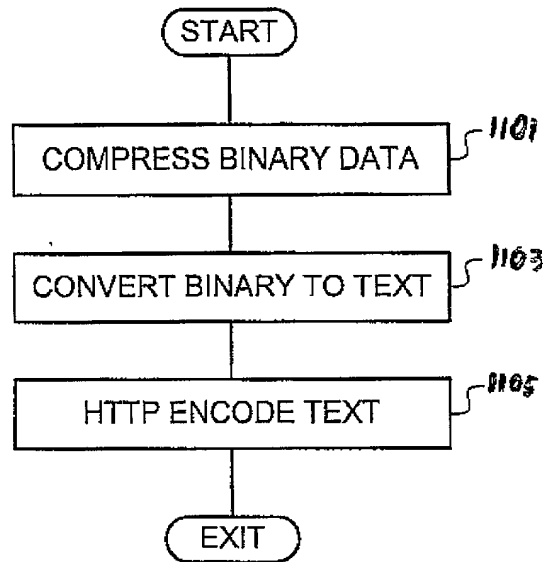 START
COMPRESS BINARY DATA
1101
CONVERT BINARY TO TEXT
1103
HTTP ENCODE TEXT
1105
EXIT